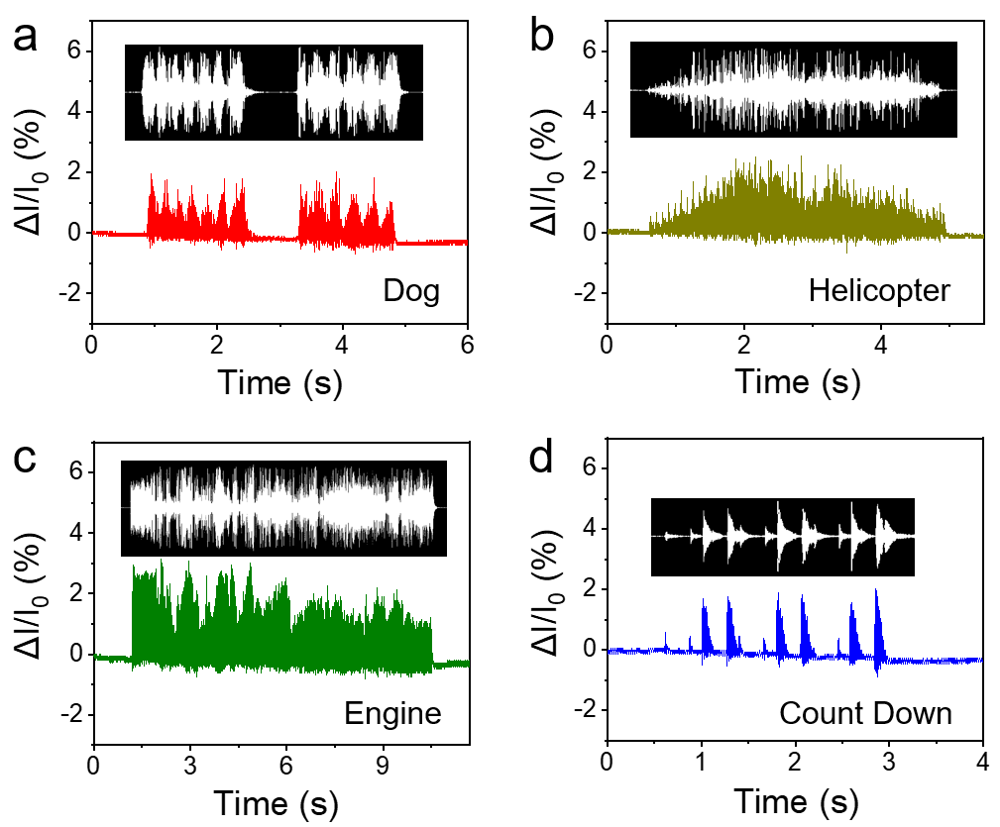 a
6
4
2
0
-2
ΔI/I0 (%)
Dog
0 2 4 6
Time (s)
b
6
4
2
0
-2
ΔI/I0 (%)
Helicopter
0 2 4
Time (s)
c
6
4
2
0
-2
ΔI/I0 (%)
Engine
0 3 6 9
Time (s)
d
6
4
2
0
-2
ΔI/I0 (%)
Count Down
0 1 2 3 4
Time (s)